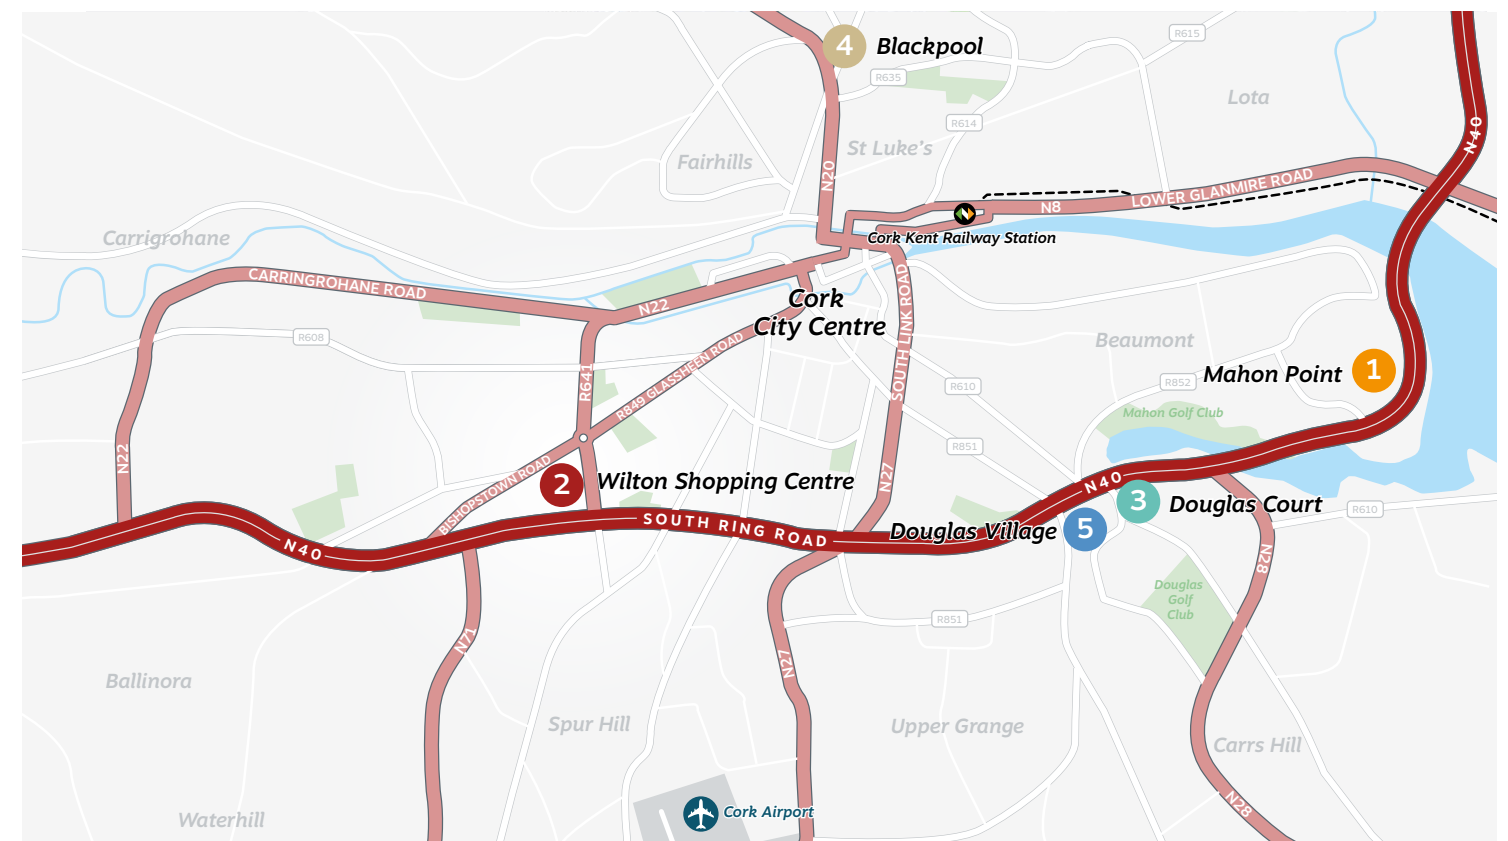 4 Blackpool
R615
R635
Lota
R614
N40
St Luke's
Fairhills
N20
LOWER GLANMIRE ROAD
N8
Carrigrohane
Cork Kent Railway Station
CARRINGROHANE ROAD
N22
Cork
City Centre
SOUTH LINK ROAD
R608
Beaumont
R849 GLASSHEEN ROAD
R641
Mahon Point 1
R610
R852
Mahon Golf Club
R851
N22
BISHOPSTOWN ROAD
2 Wilton Shopping Centre
N27
N40
3 Douglas Court
R610
SOUTH RING ROAD
Douglas Village 5
N40
N28
Douglas
Golf
Club
R851
N71
N27
Ballinora
Spur Hill
Upper Grange
Carrs Hill
N28
Cork Airport
Waterhill